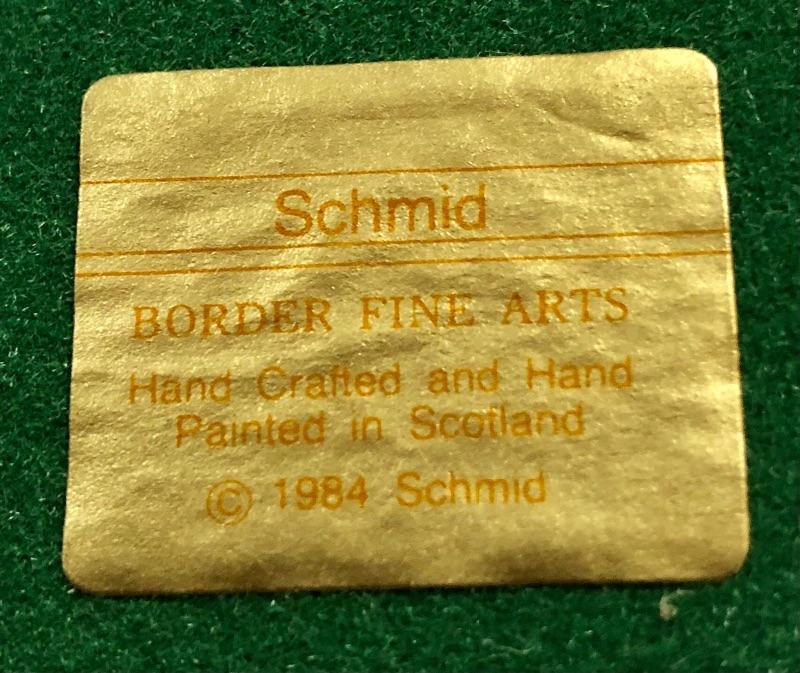 Schmid
BORDER FINE ARTS
Hand Crafted and Hand
Painted in Scotland
© 1984 Schmid